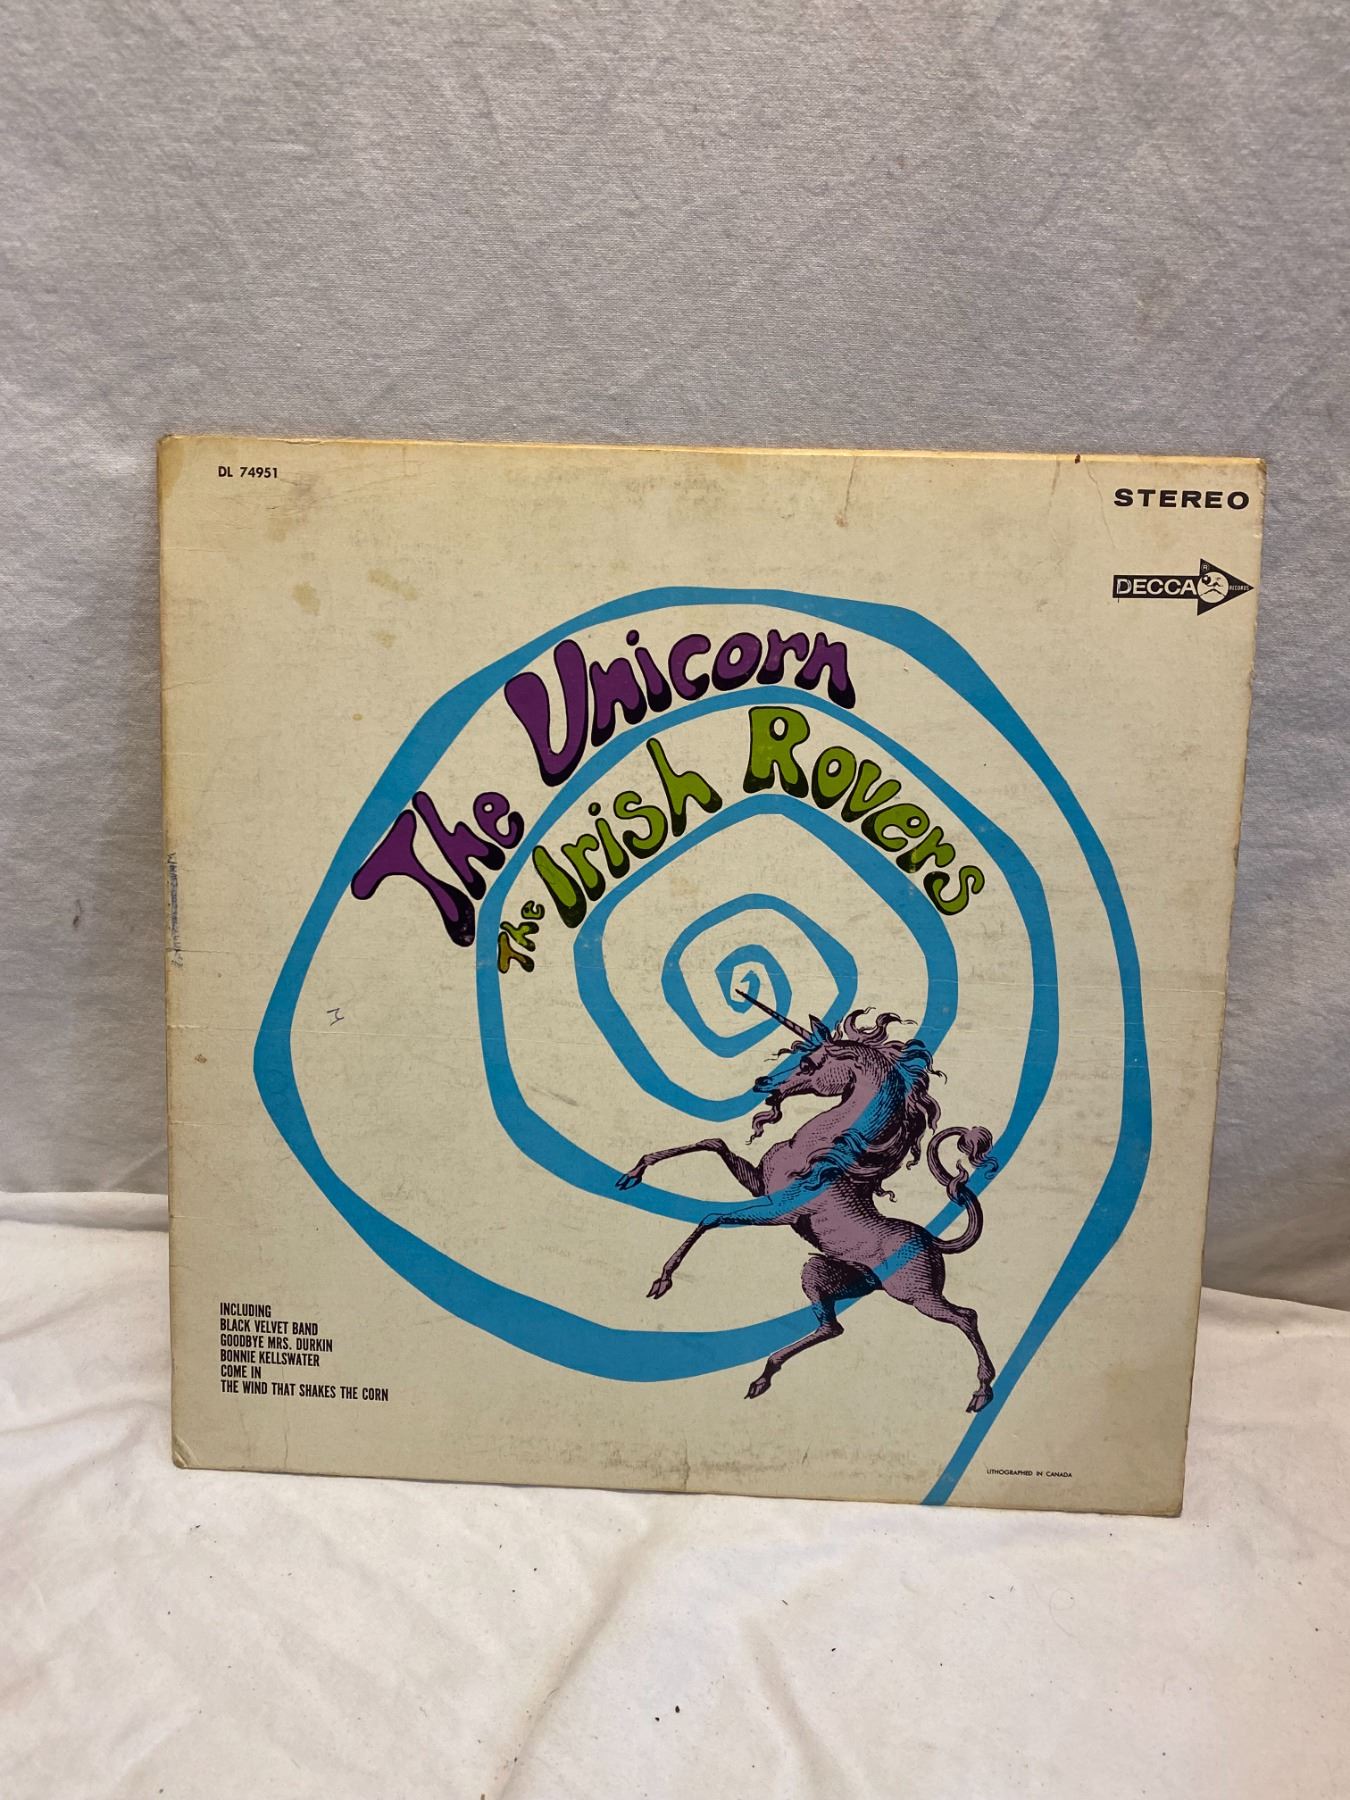 DL 74951
STEREO
DECCA
®
RECORDS
The Unicorn
The Irish Rovers
INCLUDING
BLACK VELVET BAND
GOODBYE MRS. DURKIN
BONNIE KELLSWATER
COME IN
THE WIND THAT SHAKES THE CORN
LITHOGRAPHED IN CANADA